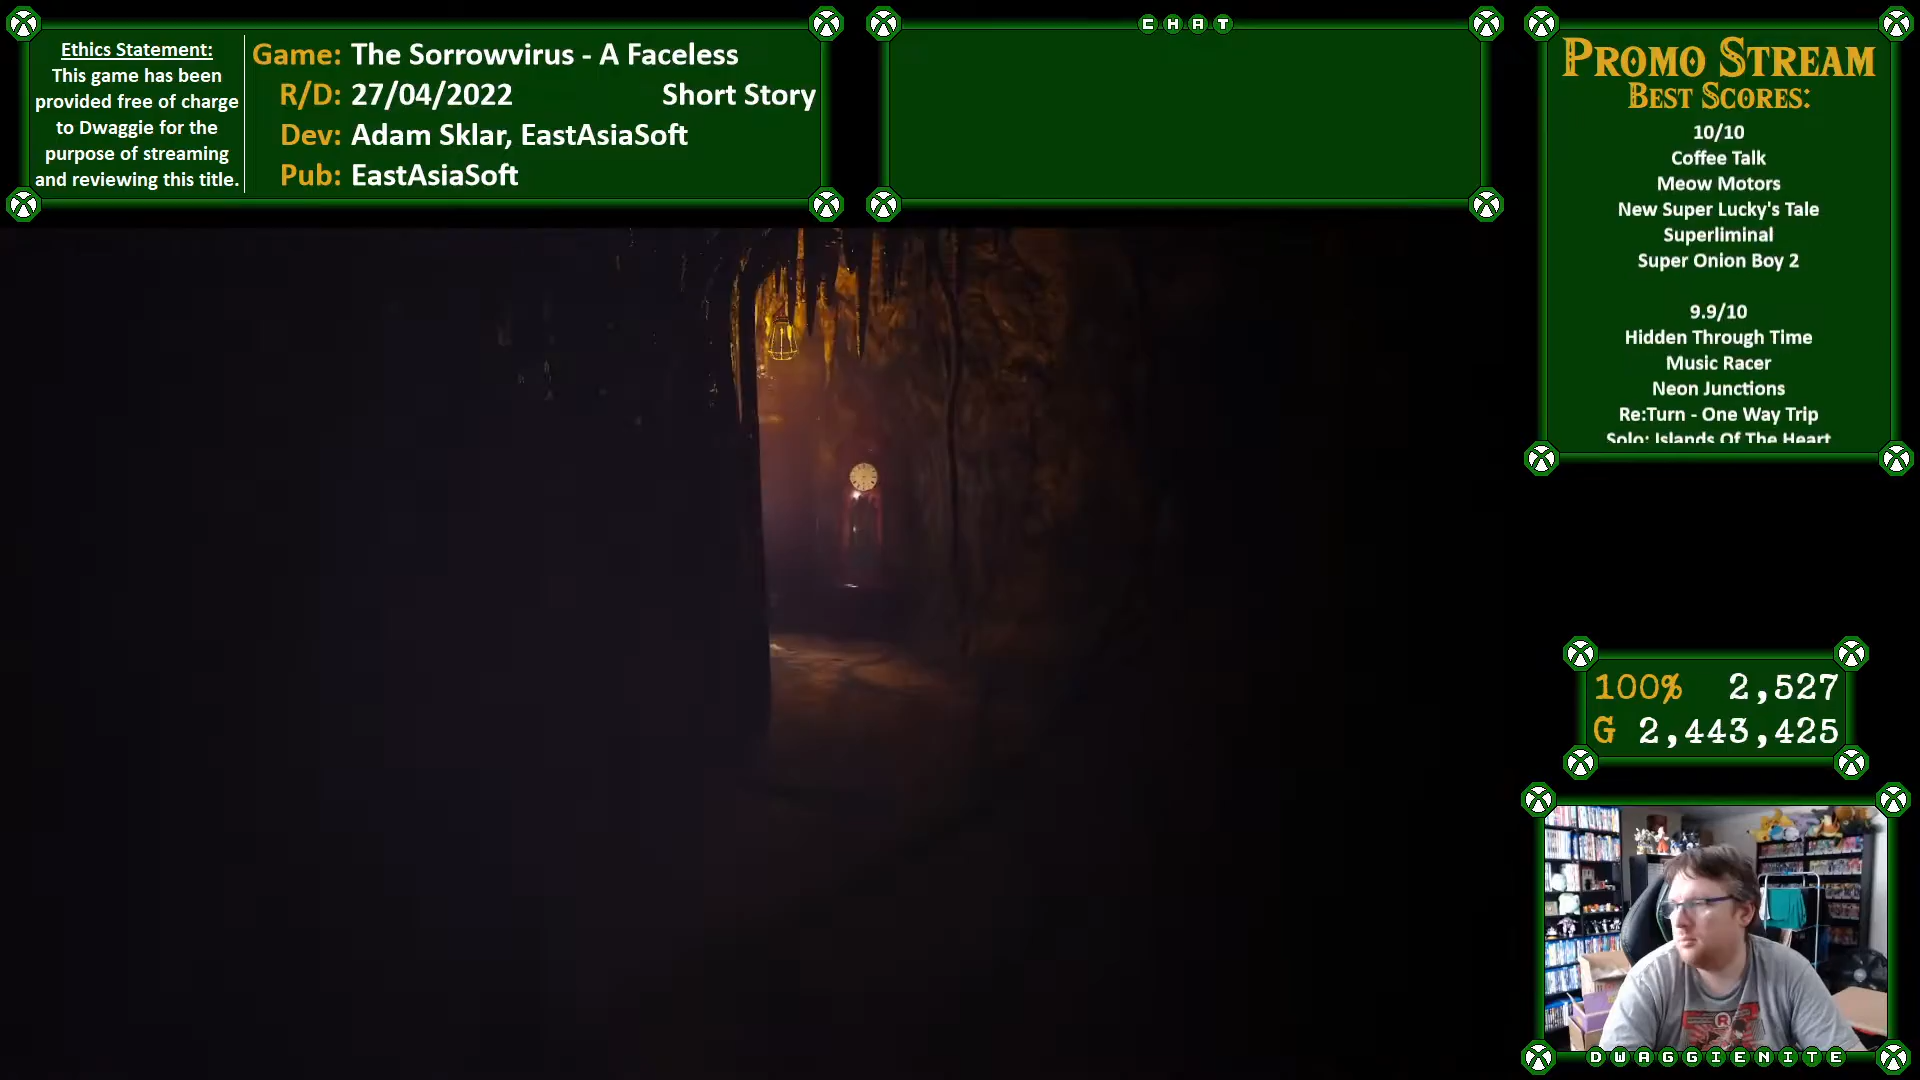 Ethics Statement:
This game has been
provided free of charge
to Dwaggie for the
purpose of streaming
and reviewing this title.
Game: The Sorrowvirus - A Faceless
R/D: 27/04/2022 Short Story
Dev: Adam Sklar, EastAsiaSoft
Pub: EastAsiaSoft
CHAT
PROMO STREAM
BEST SCORES:
10/10
Coffee Talk
Meow Motors
New Super Lucky's Tale
Superliminal
Super Onion Boy 2
9.9/10
Hidden Through Time
Music Racer
Neon Junctions
Re:Turn - One Way Trip
Solo: Islands Of The Heart
100% 2,527
G 2,443,425
DWAGGIENITE